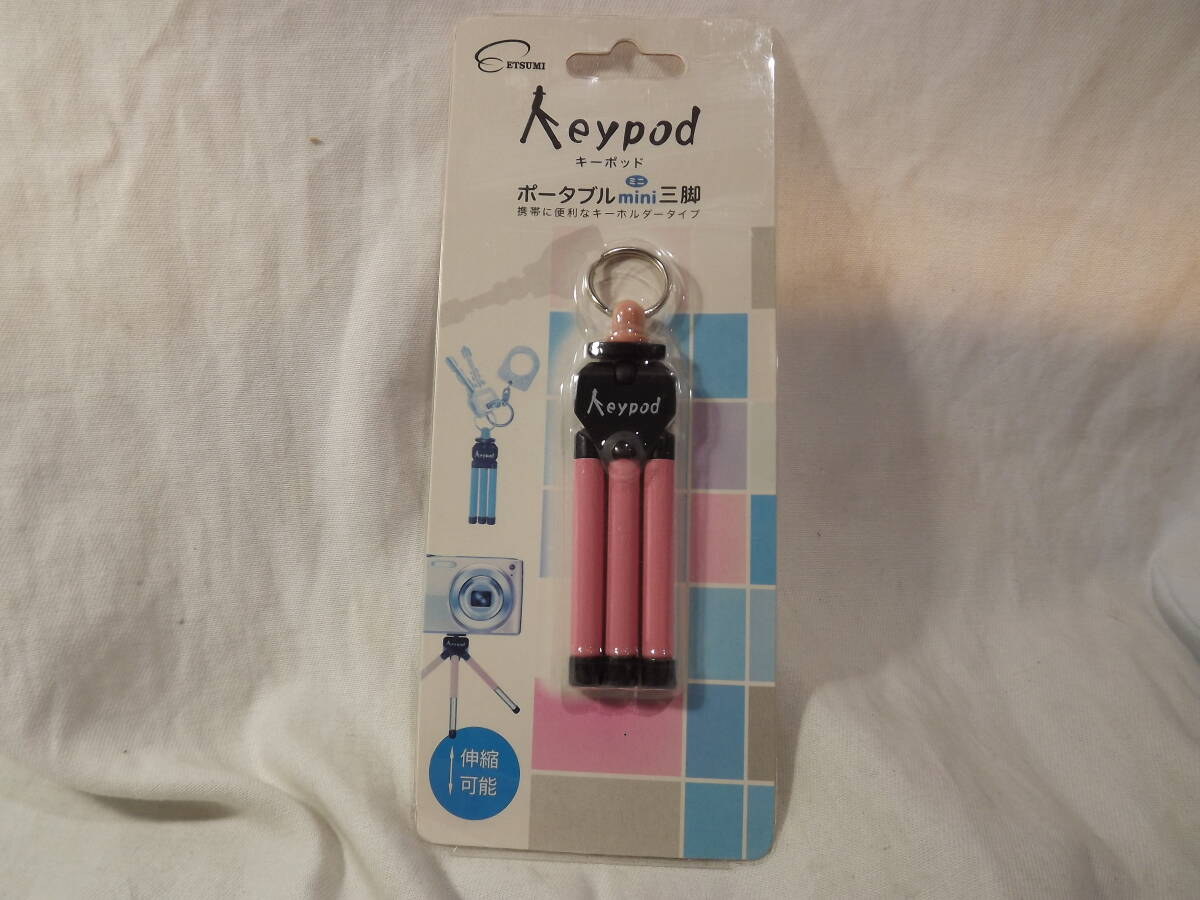 ETSUMI
Keypod
キーポッド
ミニ
ポータブルmini三脚
携帯に便利なキーホルダータイプ
Keypod
Keypod
Keypod
伸縮
可能